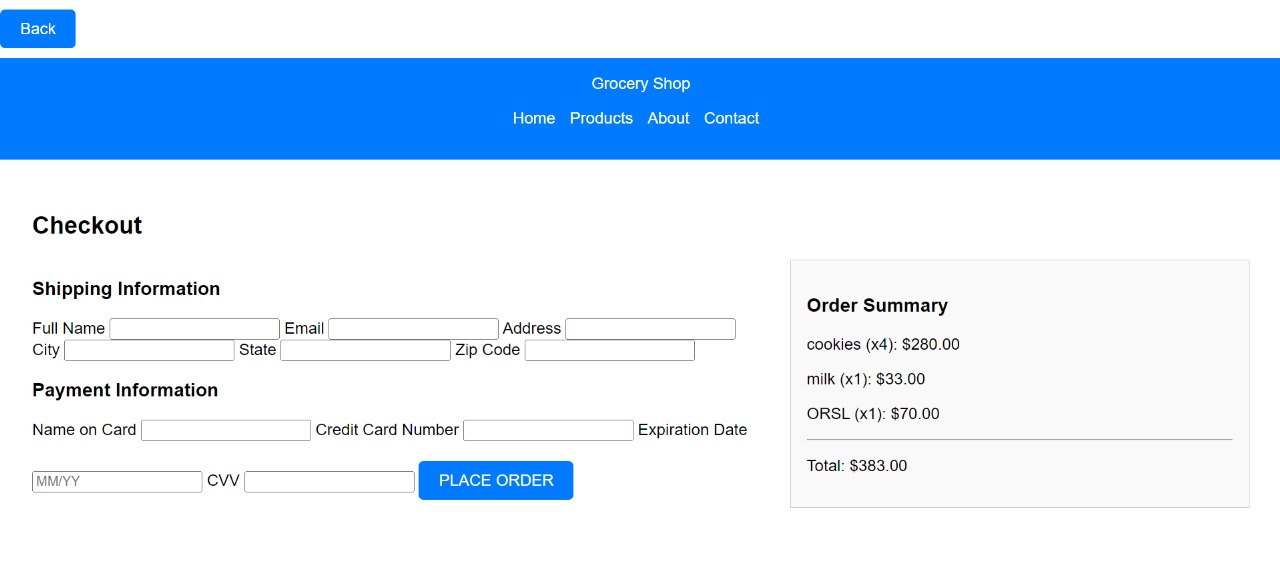 Back
Grocery Shop
Home Products About Contact
Checkout
Shipping Information
Full Name Email Address
City State Zip Code
Payment Information
Name on Card Credit Card Number Expiration Date
MM/YY CVV PLACE ORDER
Order Summary
cookies (x4): $280.00
milk (x1): $33.00
ORSL (x1): $70.00
Total: $383.00